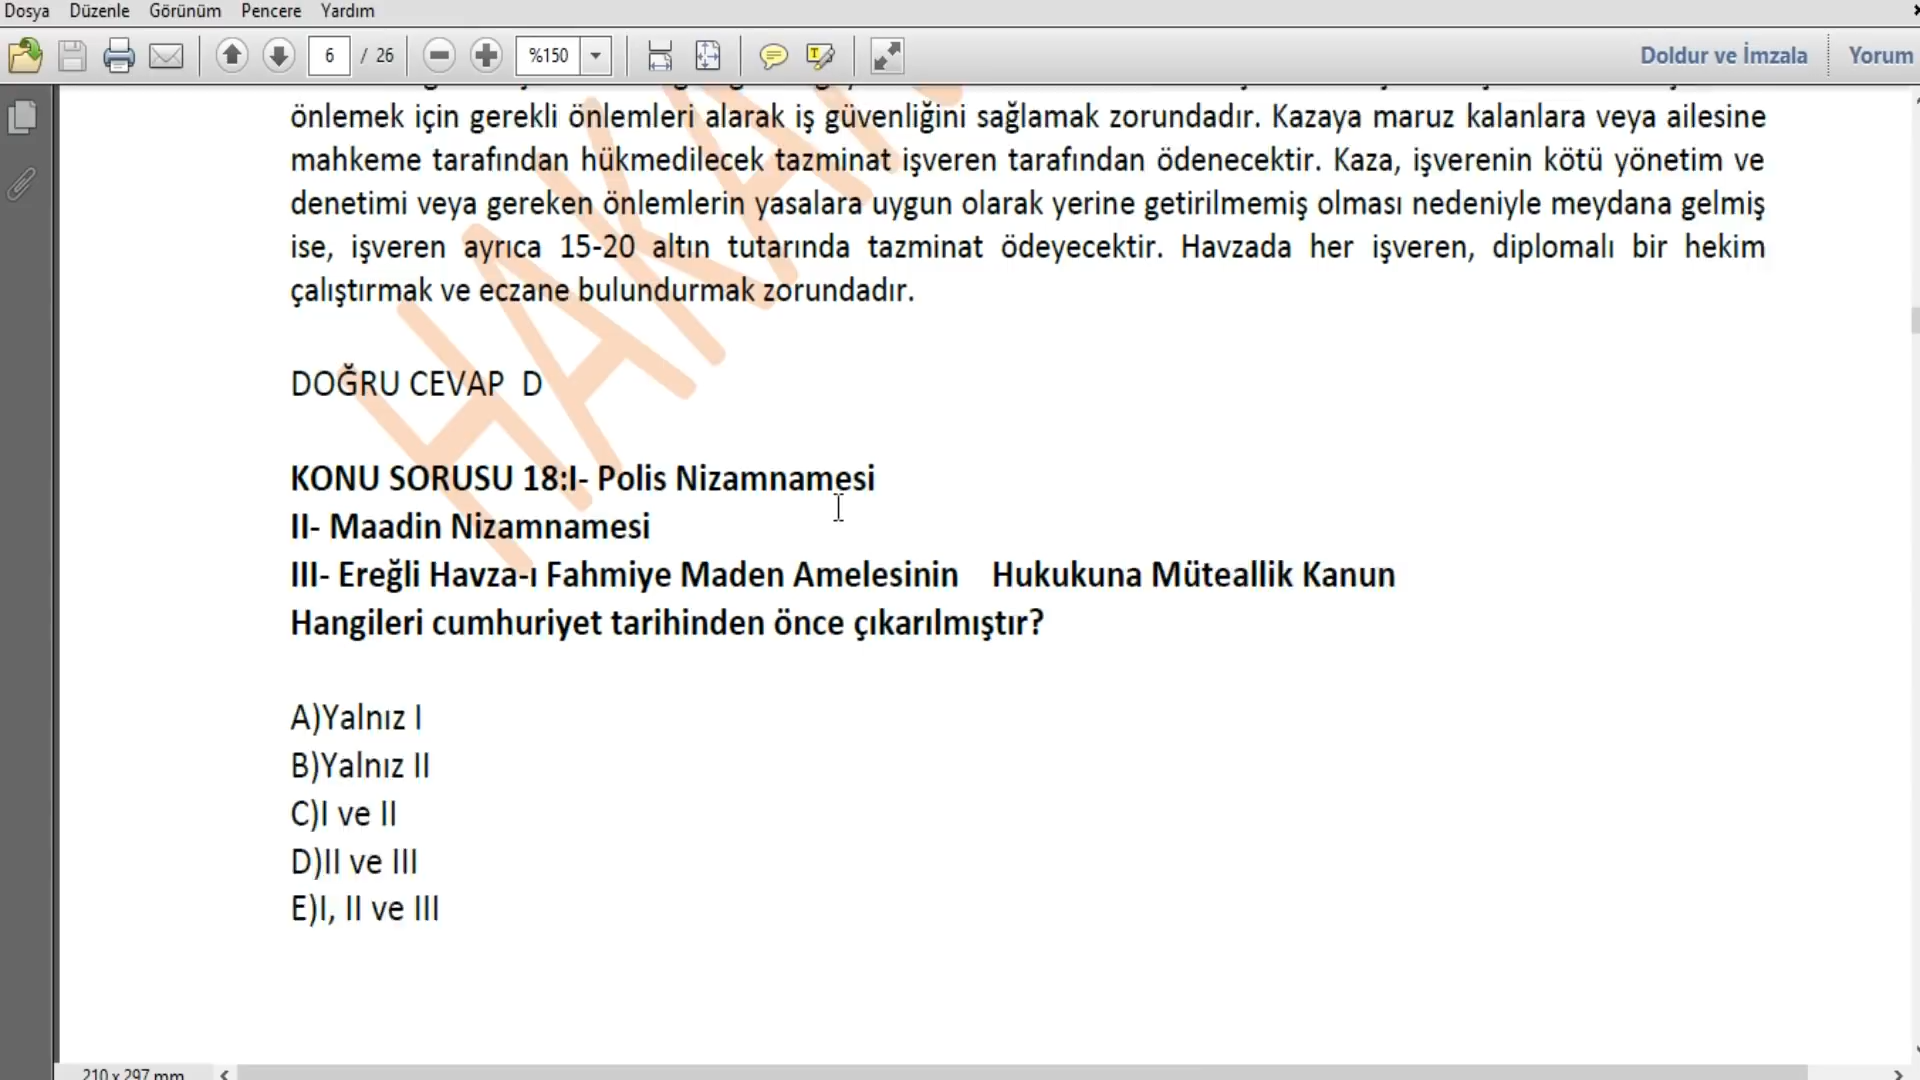 Dosya Düzenle Görünüm Pencere Yardım
6 / 26 %150 Doldur ve İmzala Yorum
önlemek için gerekli önlemleri alarak iş güvenliğini sağlamak zorundadır. Kazaya maruz kalanlara veya ailesine
mahkeme tarafından hükmedilecek tazminat işveren tarafından ödenecektir. Kaza, işverenin kötü yönetim ve
denetimi veya gereken önlemlerin yasalara uygun olarak yerine getirilmemiş olması nedeniyle meydana gelmiş
ise, işveren ayrıca 15-20 altın tutarında tazminat ödeyecektir. Havzada her işveren, diplomalı bir hekim
çalıştırmak ve eczane bulundurmak zorundadır.
DOĞRU CEVAP D
KONU SORUSU 18:I- Polis Nizamnamesi
II- Maadin Nizamnamesi
III- Ereğli Havza-ı Fahmiye Maden Amelesinin Hukukuna Müteallik Kanun
Hangileri cumhuriyet tarihinden önce çıkarılmıştır?
A)Yalnız I
B)Yalnız II
C)I ve II
D)II ve III
E)I, II ve III
210 x 297 mm